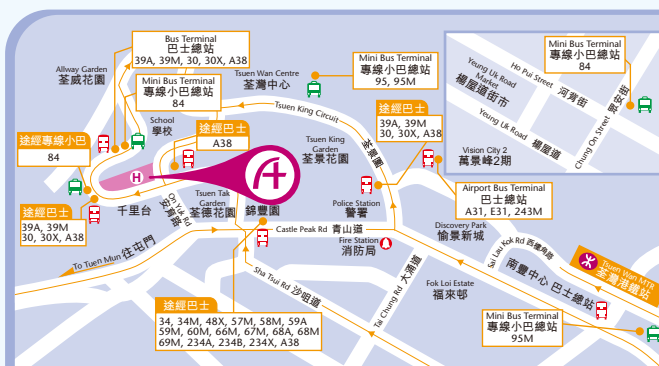 Bus Terminal
巴士總站
39A, 39M, 30, 30X, A38
Allway Garden
荃威花園
Mini Bus Terminal
專線小巴總站
84
School
學校
途經專線小巴
84
途經巴士
A38
Tsuen Wan Centre
荃灣中心
Mini Bus Terminal
專線小巴總站
95, 95M
Tsuen King Circuit
途經巴士
39A, 39M
30, 30X, A38
Tsuen King
Garden
荃景花園
荃景圍
H
千里台
On Yuk Rd
安育路
Tsuen Tak
Garden
荃德花園
錦豐園
途經巴士
39A, 39M
30, 30X, A38
To Tuen Mun 往屯門
Castle Peak Rd 青山道
Police Station
警署
Fire Station
消防局
Sha Tsui Rd 沙咀道
Tai Chung Rd 大涌道
途經巴士
34, 34M, 48X, 57M, 58M, 59A
59M, 60M, 66M, 67M, 68A, 68M
69M, 234A, 234B, 234X, A38
Airport Bus Terminal
巴士總站
A31, E31, 243M
Discovery Park
愉景新城
Sai Lau Kok Rd 西樓角路
Fok Loi Estate
福來邨
南豐中心 巴士總站
Tsuen Wan MTR
荃灣港鐵站
Mini Bus Terminal
專線小巴總站
95M
Yeung Uk Road
Market
楊屋道街市
Ho Pui Street 河背街
Mini Bus Terminal
專線小巴總站
84
Yeung Uk Road 楊屋道
Chung On Street 眾安街
Vision City 2
萬景峰2期